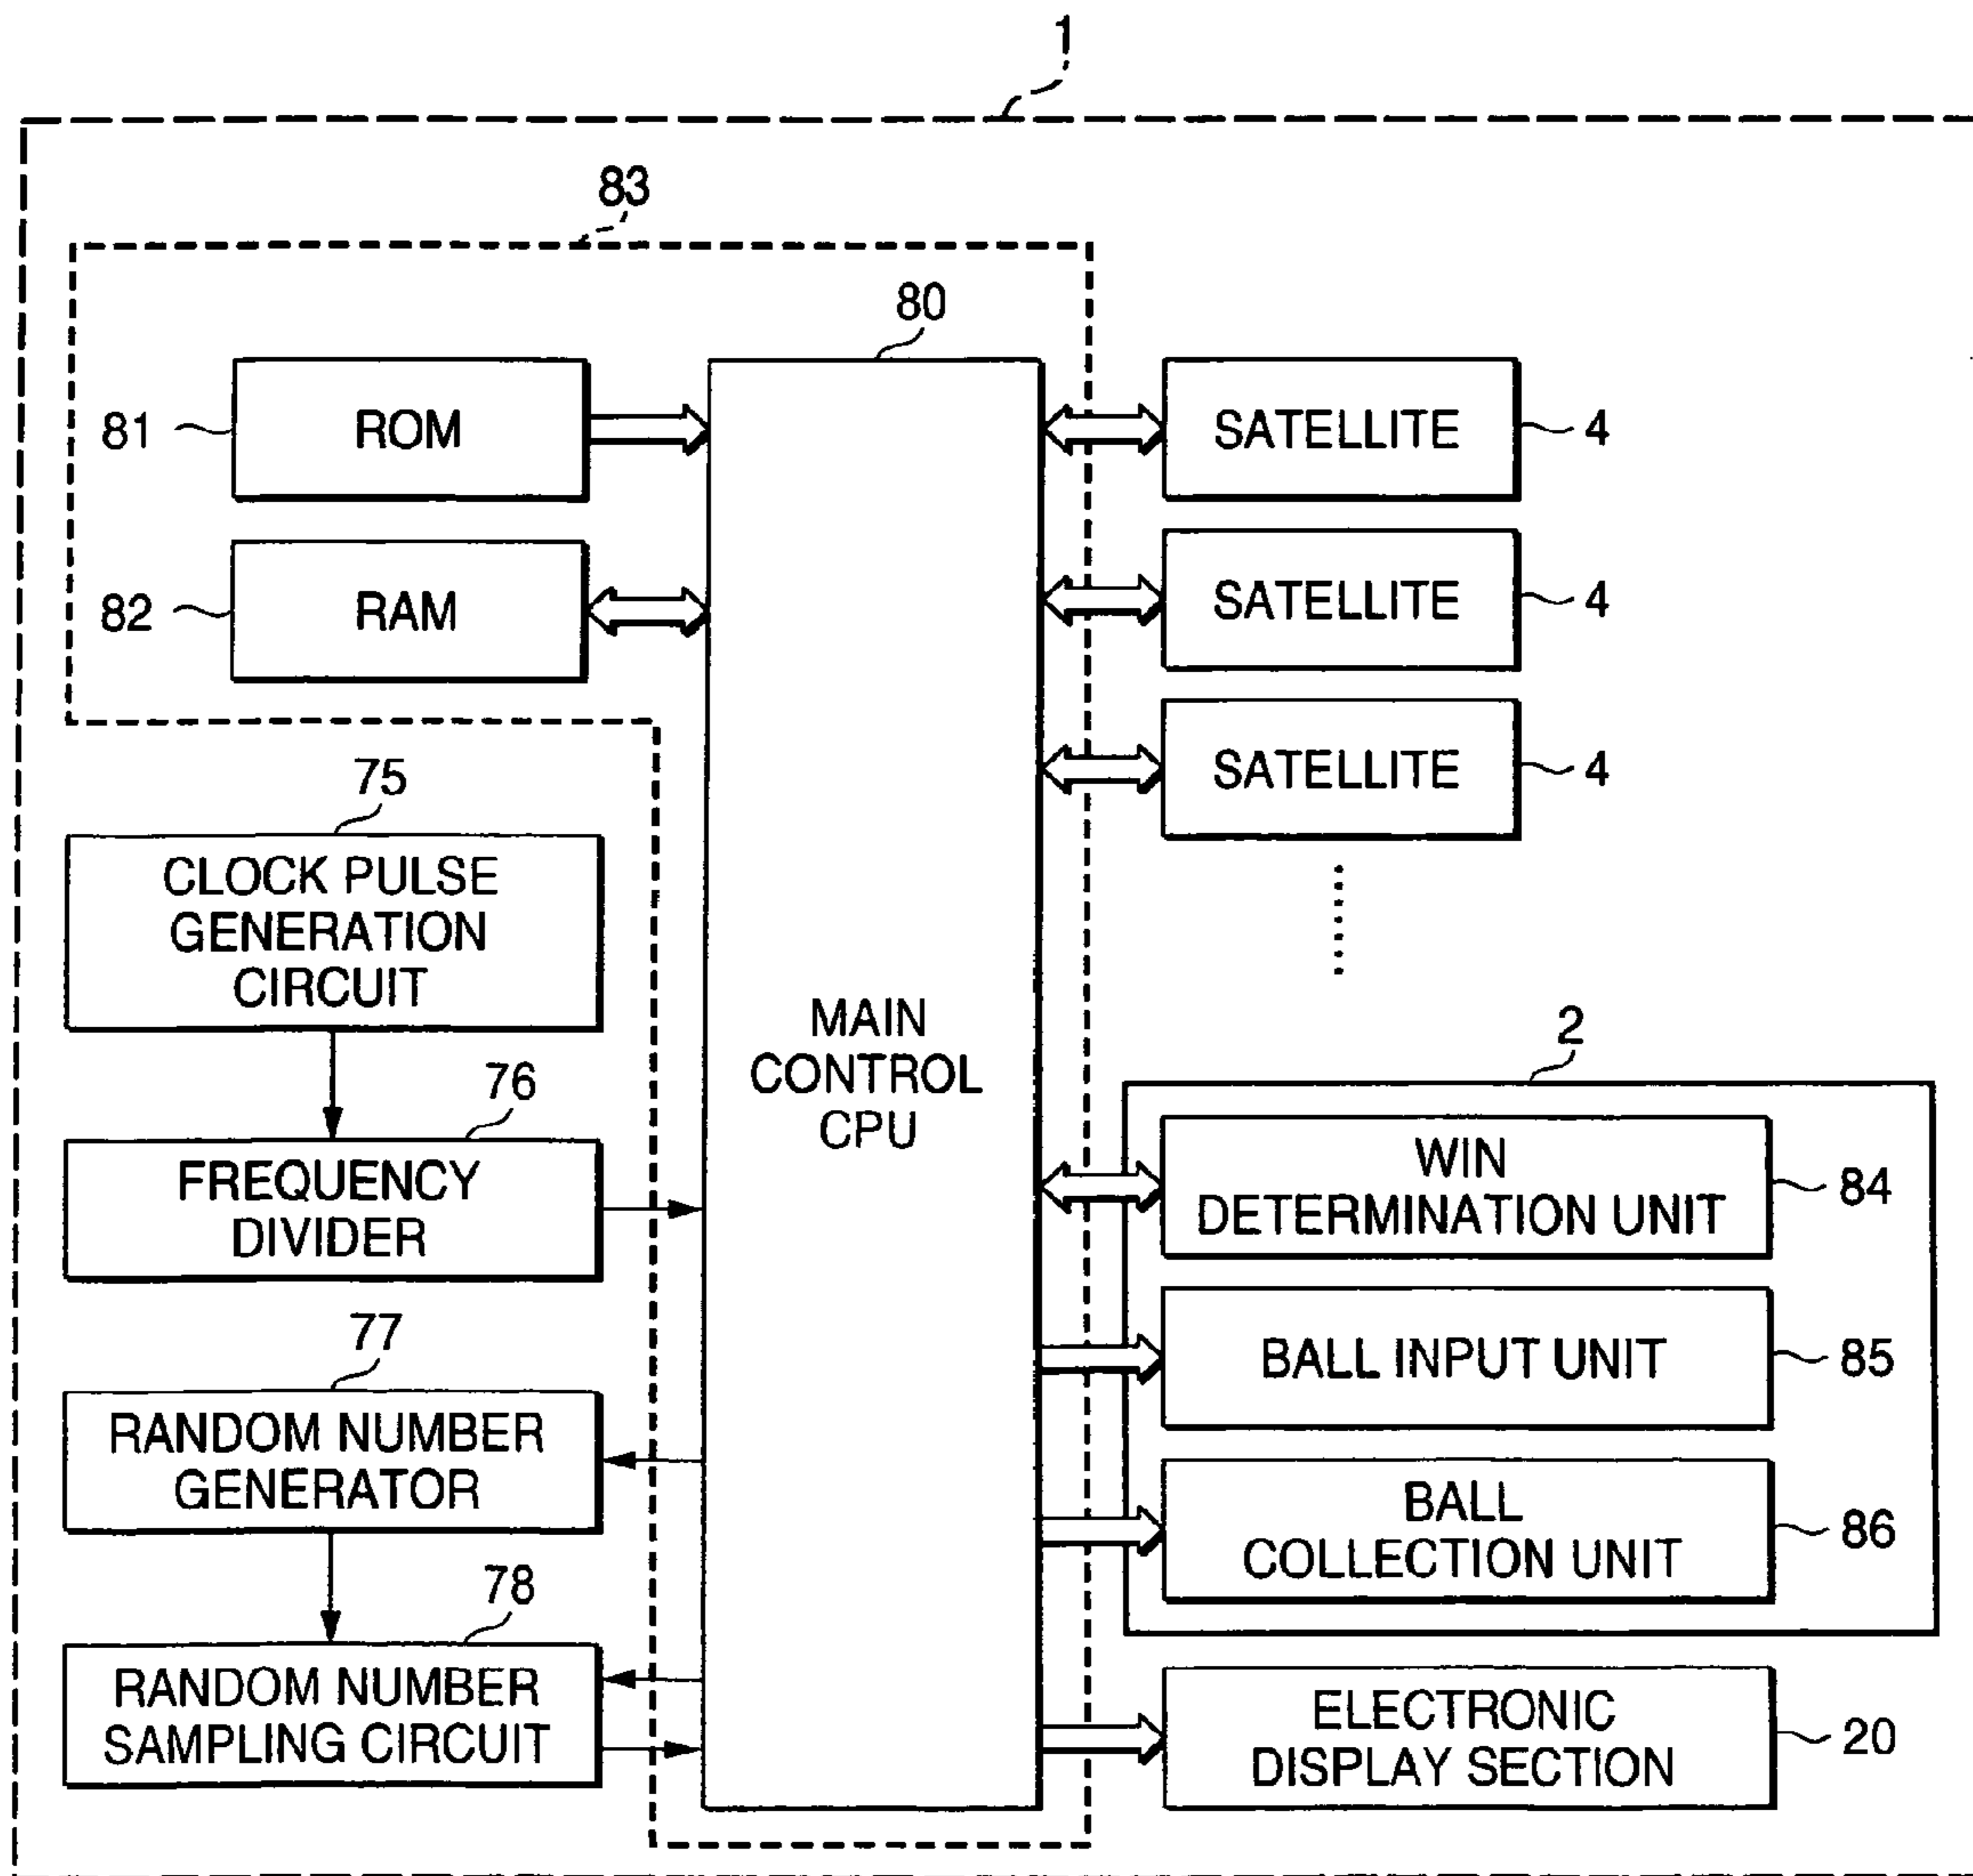 1
83
80
81
ROM
SATELLITE
4
82
RAM
SATELLITE
4
SATELLITE
4
75
CLOCK PULSE
GENERATION
CIRCUIT
MAIN
CONTROL
CPU
2
76
FREQUENCY
DIVIDER
WIN
DETERMINATION UNIT
84
77
BALL INPUT UNIT
85
RANDOM NUMBER
GENERATOR
BALL
COLLECTION UNIT
86
78
RANDOM NUMBER
SAMPLING CIRCUIT
ELECTRONIC
DISPLAY SECTION
20